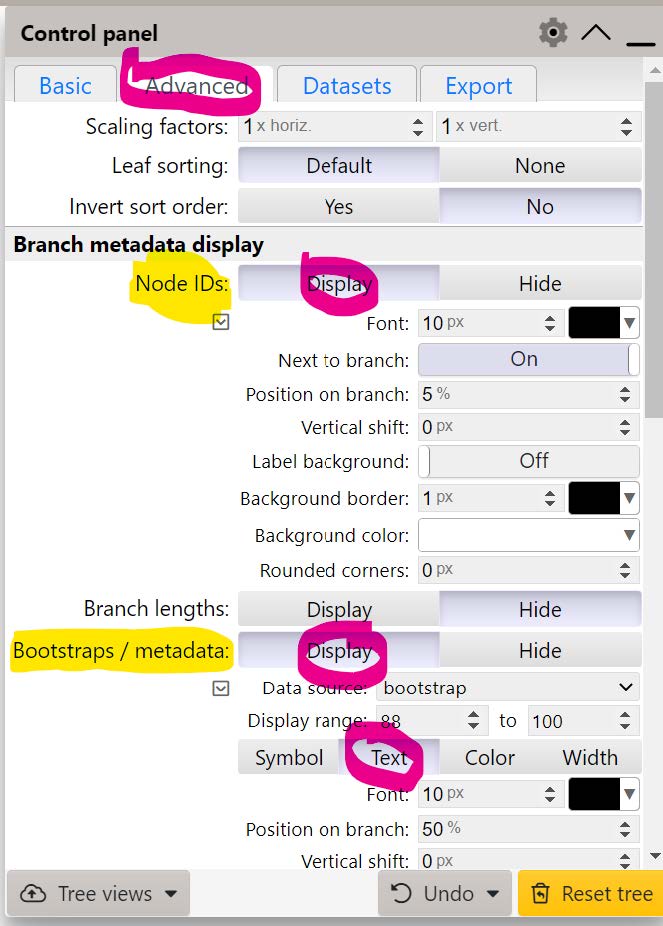 Control panel
Basic Advanced Datasets Export
Scaling factors: 1 x horiz. 1 x vert.
Leaf sorting: Default None
Invert sort order: Yes No
Branch metadata display
Node IDs: Display Hide
Font: 10 px
Next to branch: On
Position on branch: 5 %
Vertical shift: 0 px
Label background: Off
Background border: 1 px
Background color:
Rounded corners: 0 px
Branch lengths: Display Hide
Bootstraps / metadata: Display Hide
Data source: bootstrap
Display range: 88 to 100
Symbol Text Color Width
Font: 10 px
Position on branch: 50 %
Vertical shift: 0 px
Tree views Undo Reset tree